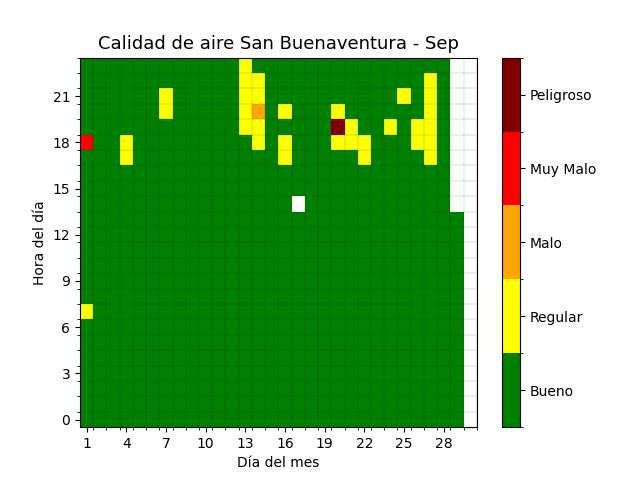 Calidad de aire San Buenaventura - Sep
Hora del día
21
18
15
12
9
6
3
0
1 4 7 10 13 16 19 22 25 28
Día del mes
Peligroso
Muy Malo
Malo
Regular
Bueno